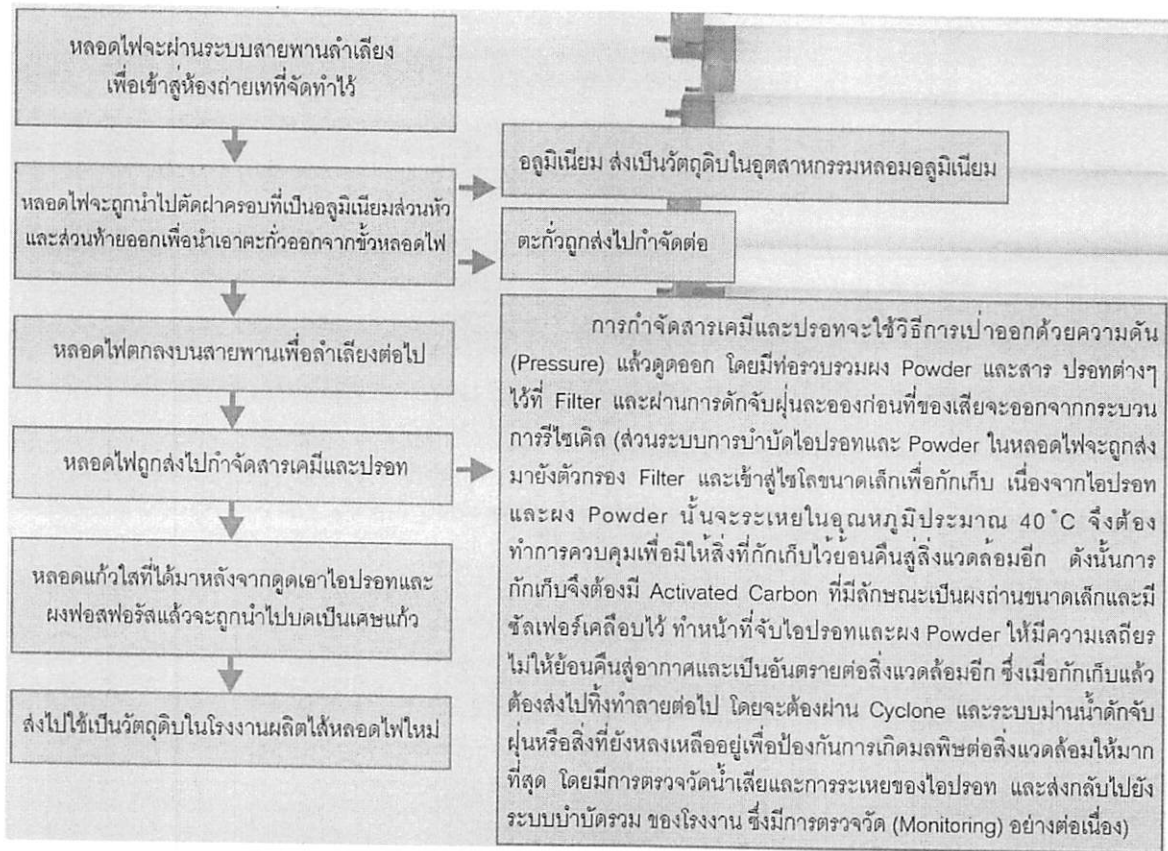 หลอดไฟจะผ่านระบบสายพานลำเลียง
เพื่อเข้าสู่ห้องถ่ายเทที่จัดทำไว้
หลอดไฟจะถูกนำไปตัดฝาครอบที่เป็นอลูมิเนียมส่วนหัว
และส่วนท้ายออกเพื่อนำเอาตะกั่วออกจากขั้วหลอดไฟ
อลูมิเนียม ส่งเป็นวัตถุดิบในอุตสาหกรรมหลอมอลูมิเนียม
ตะกั่วถูกส่งไปกำจัดต่อ
หลอดไฟตกลงบนสายพานเพื่อลำเลียงต่อไป
หลอดไฟถูกส่งไปกำจัดสารเคมีและปรอท
การกำจัดสารเคมีและปรอทจะใช้วิธีการเป่าออกด้วยความดัน
(Pressure) แล้วดูดออก โดยมีท่อรวบรวมผง Powder และสาร ปรอทต่างๆ
ไว้ที่ Filter และผ่านการดักจับฝุ่นละอองก่อนที่ของเสียจะออกจากกระบวน
การรีไซเคิล (ส่วนระบบการบำบัดไอปรอทและ Powder ในหลอดไฟจะถูกส่ง
มายังตัวกรอง Filter และเข้าสู่ไซโลขนาดเล็กเพื่อกักเก็บ เนื่องจากไอปรอท
และผง Powder นั้นจะระเหยในอุณหภูมิประมาณ 40 °C จึงต้อง
ทำการควบคุมเพื่อมิให้สิ่งที่กักเก็บไว้ย้อนคืนสู่สิ่งแวดล้อมอีก ดังนั้นการ
กักเก็บจึงต้องมี Activated Carbon ที่มีลักษณะเป็นผงถ่านขนาดเล็กและมี
ซัลเฟอร์เคลือบไว้ ทำหน้าที่จับไอปรอทและผง Powder ให้มีความเสถียร
ไม่ให้ย้อนคืนสู่อากาศและเป็นอันตรายต่อสิ่งแวดล้อมอีก ซึ่งเมื่อกักเก็บแล้ว
ต้องส่งไปทิ้งทำลายต่อไป โดยจะต้องผ่าน Cyclone และระบบม่านน้ำดักจับ
ฝุ่นหรือสิ่งที่ยังหลงเหลืออยู่เพื่อป้องกันการเกิดมลพิษต่อสิ่งแวดล้อมให้มาก
ที่สุด โดยมีการตรวจวัดน้ำเสียและการระเหยของไอปรอท และส่งกลับไปยัง
ระบบบำบัดรวม ของโรงงาน ซึ่งมีการตรวจวัด (Monitoring) อย่างต่อเนื่อง)
หลอดแก้วใสที่ได้มาหลังจากดูดเอาไอปรอทและ
ผงฟอสฟอรัสแล้วจะถูกนำไปบดเป็นเศษแก้ว
ส่งไปใช้เป็นวัตถุดิบในโรงงานผลิตไส้หลอดไฟใหม่